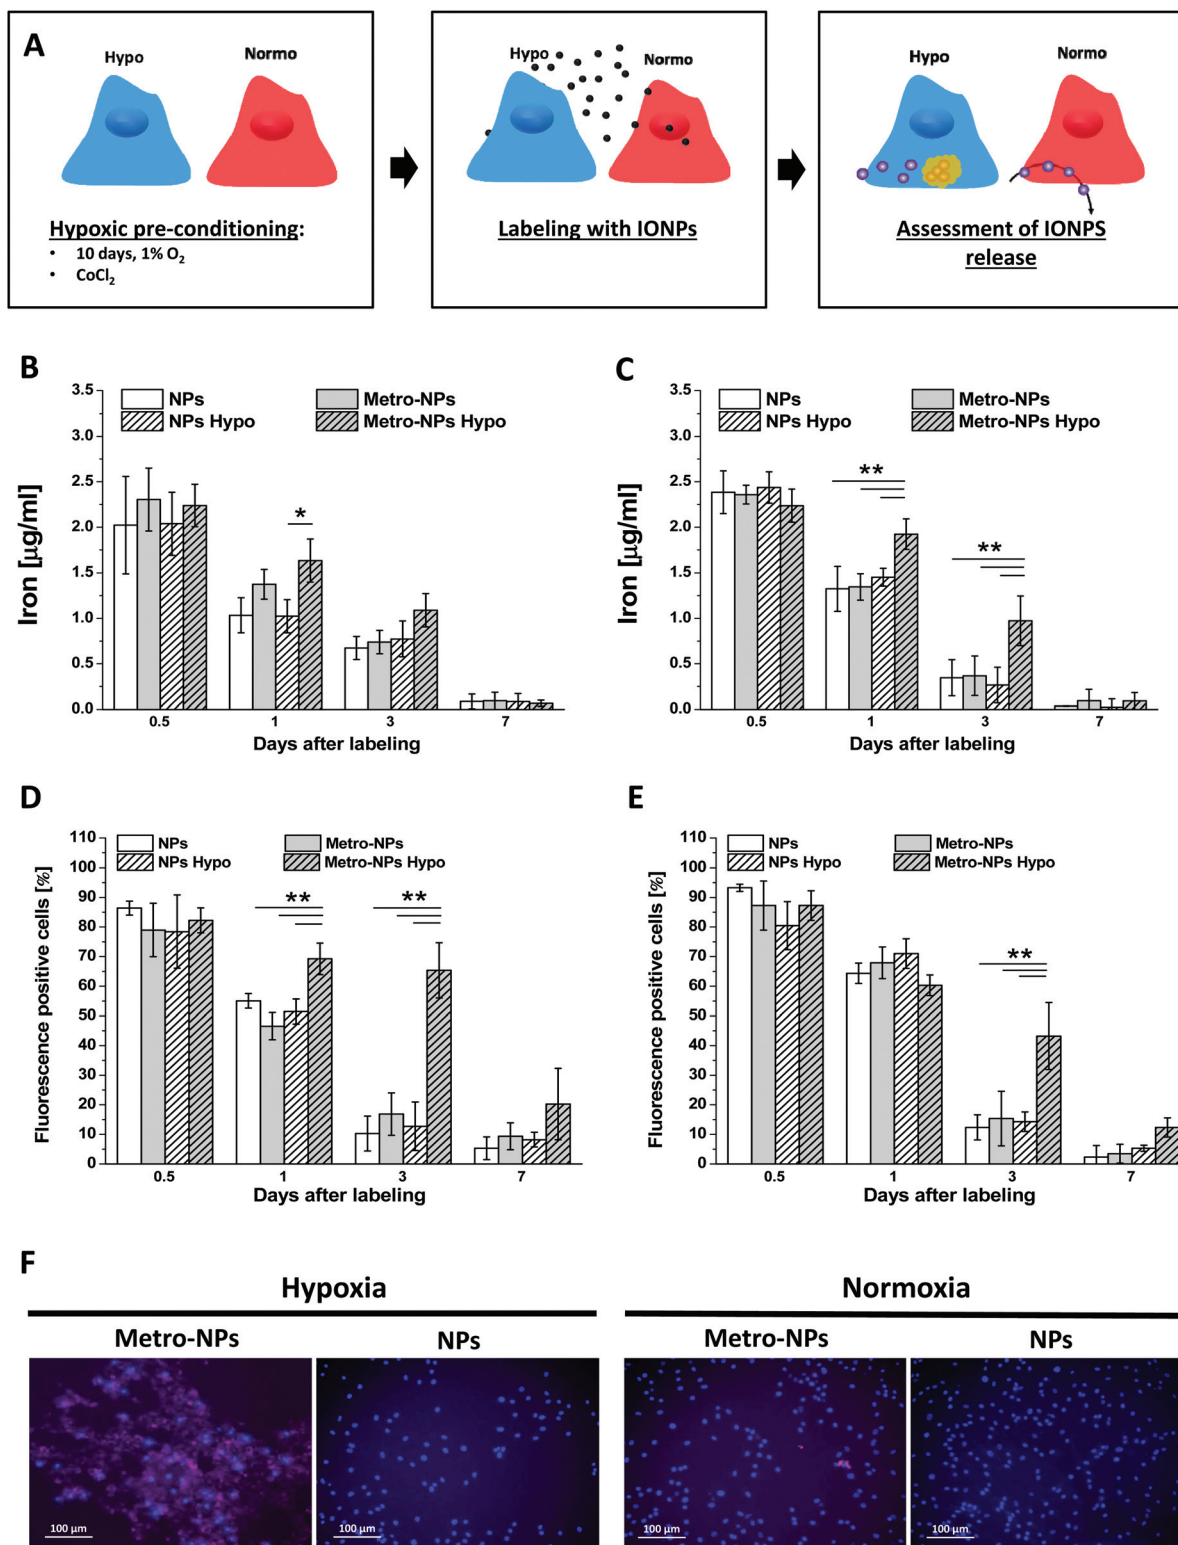 A
Hypo
Normo
Hypoxic pre-conditioning:
• 10 days, 1% O₂
• CoCl₂
Hypo
Normo
Labeling with IONPs
Hypo
Normo
Assessment of IONPS
release
B
NPs
Metro-NPs
NPs Hypo
Metro-NPs Hypo
Iron [µg/ml]
3.5
3.0
2.5
2.0
1.5
1.0
0.5
0.0
*
0.5 1 3 7
Days after labeling
C
NPs
Metro-NPs
NPs Hypo
Metro-NPs Hypo
Iron [µg/ml]
3.5
3.0
2.5
2.0
1.5
1.0
0.5
0.0
**
**
0.5 1 3 7
Days after labeling
D
NPs
Metro-NPs
NPs Hypo
Metro-NPs Hypo
Fluorescence positive cells [%]
110
100
90
80
70
60
50
40
30
20
10
0
** **
0.5 1 3 7
Days after labeling
E
NPs
Metro-NPs
NPs Hypo
Metro-NPs Hypo
Fluorescence positive cells [%]
110
100
90
80
70
60
50
40
30
20
10
0
**
0.5 1 3 7
Days after labeling
F
Hypoxia
Normoxia
Metro-NPs
NPs
Metro-NPs
NPs
100 µm
100 µm
100 µm
100 µm